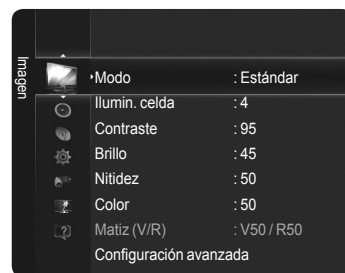 Imagen
Modo : Estándar
Ilumin. celda : 4
Contraste : 95
Brillo : 45
Nitidez : 50
Color : 50
Matiz (V/R) : V50 / R50
Configuración avanzada